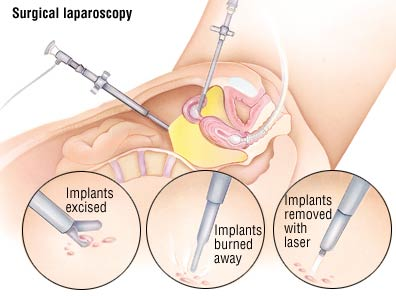 Surgical laparoscopy
Implants
excised
Implants
burned
away
Implants
removed
with
laser